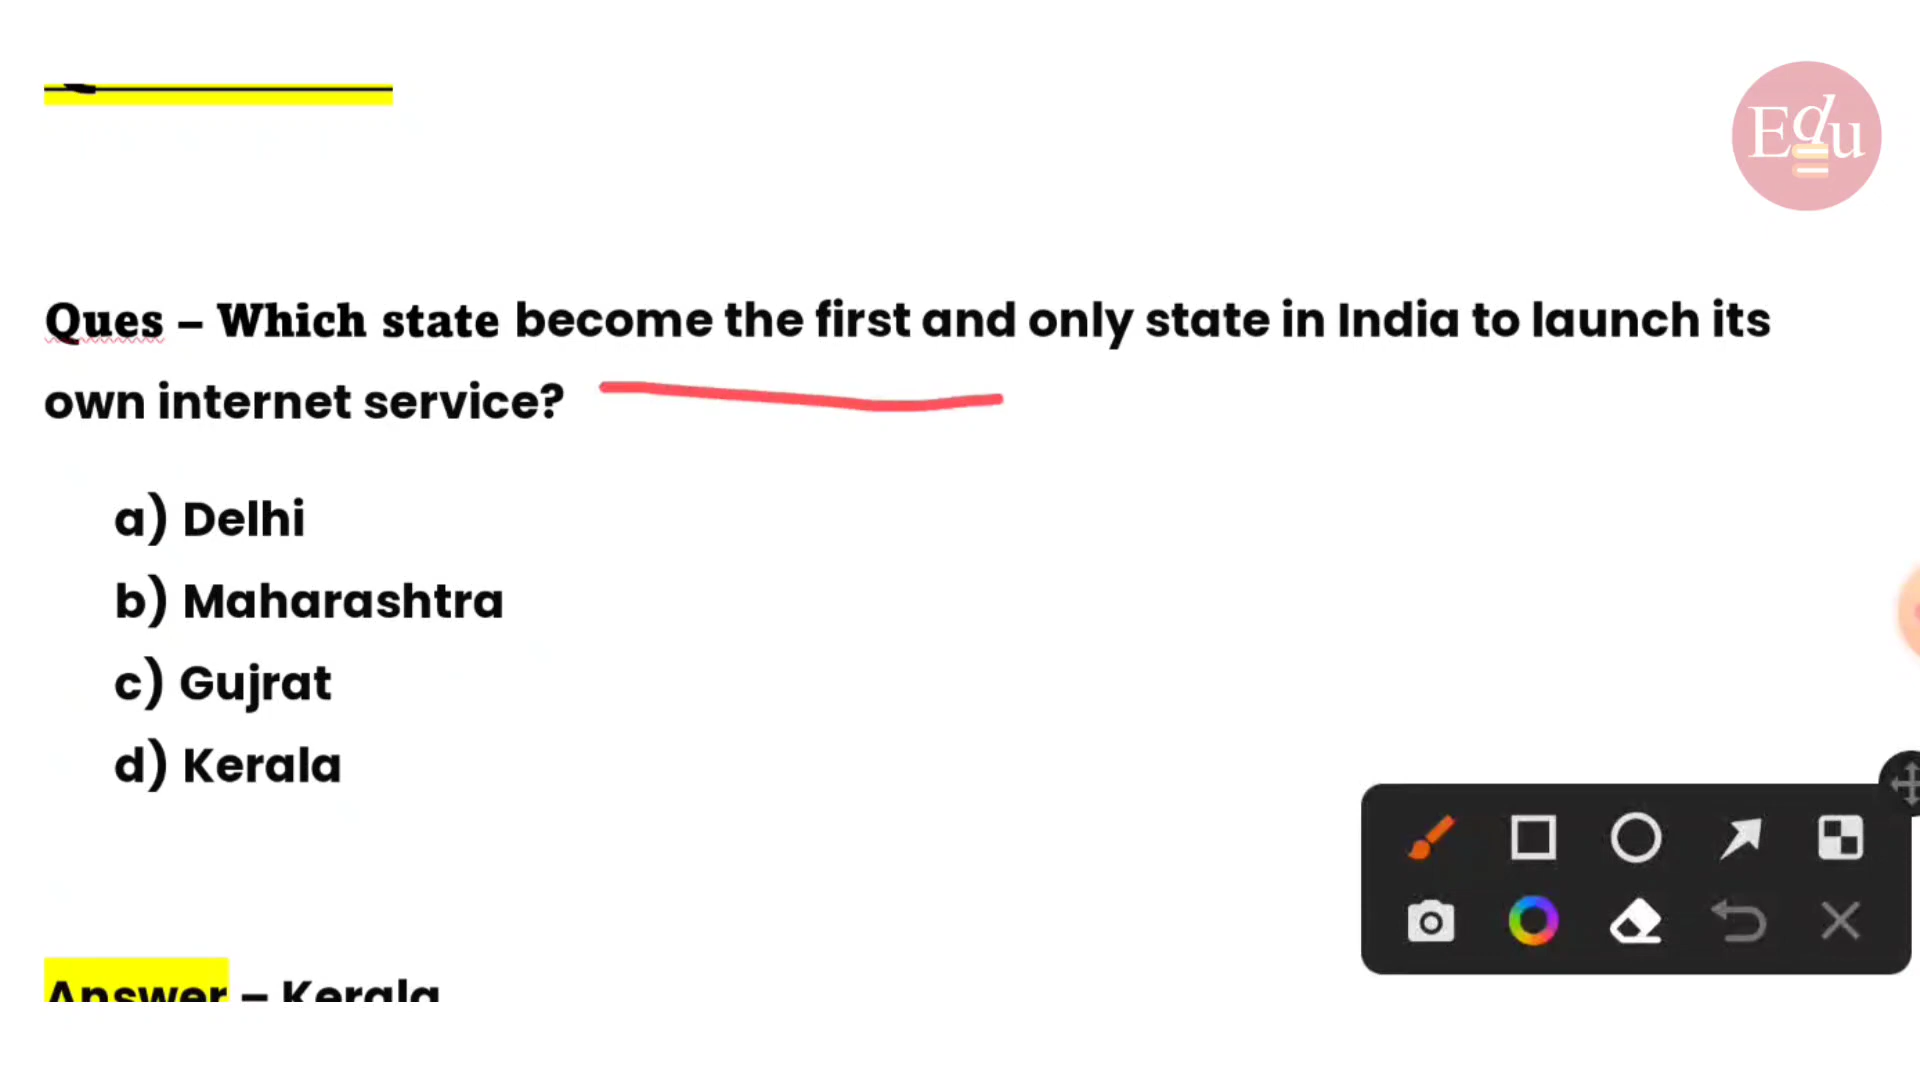 Edu
Ques – Which state become the first and only state in India to launch its
own internet service?
a) Delhi
b) Maharashtra
c) Gujrat
d) Kerala
Answer – Kerala